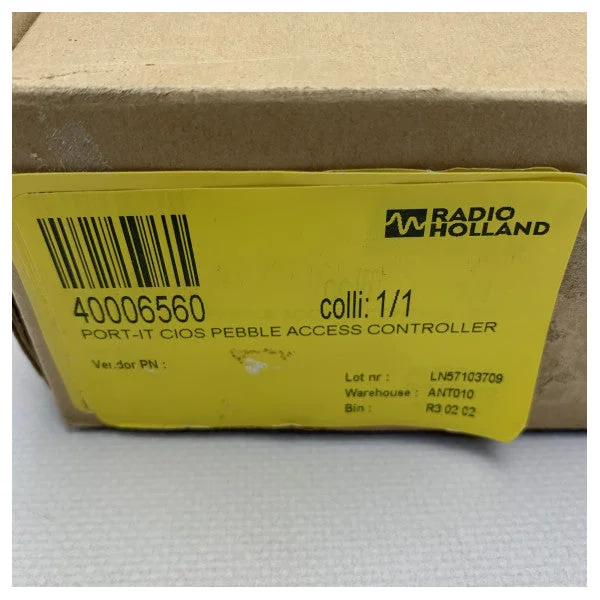 RADIO
HOLLAND
40006560
colli: 1/1
PORT-IT CIOS PEBBLE ACCESS CONTROLLER
Vendor PN :
Lot nr : LN57103709
Warehouse : ANT010
Bin : R3 02 02